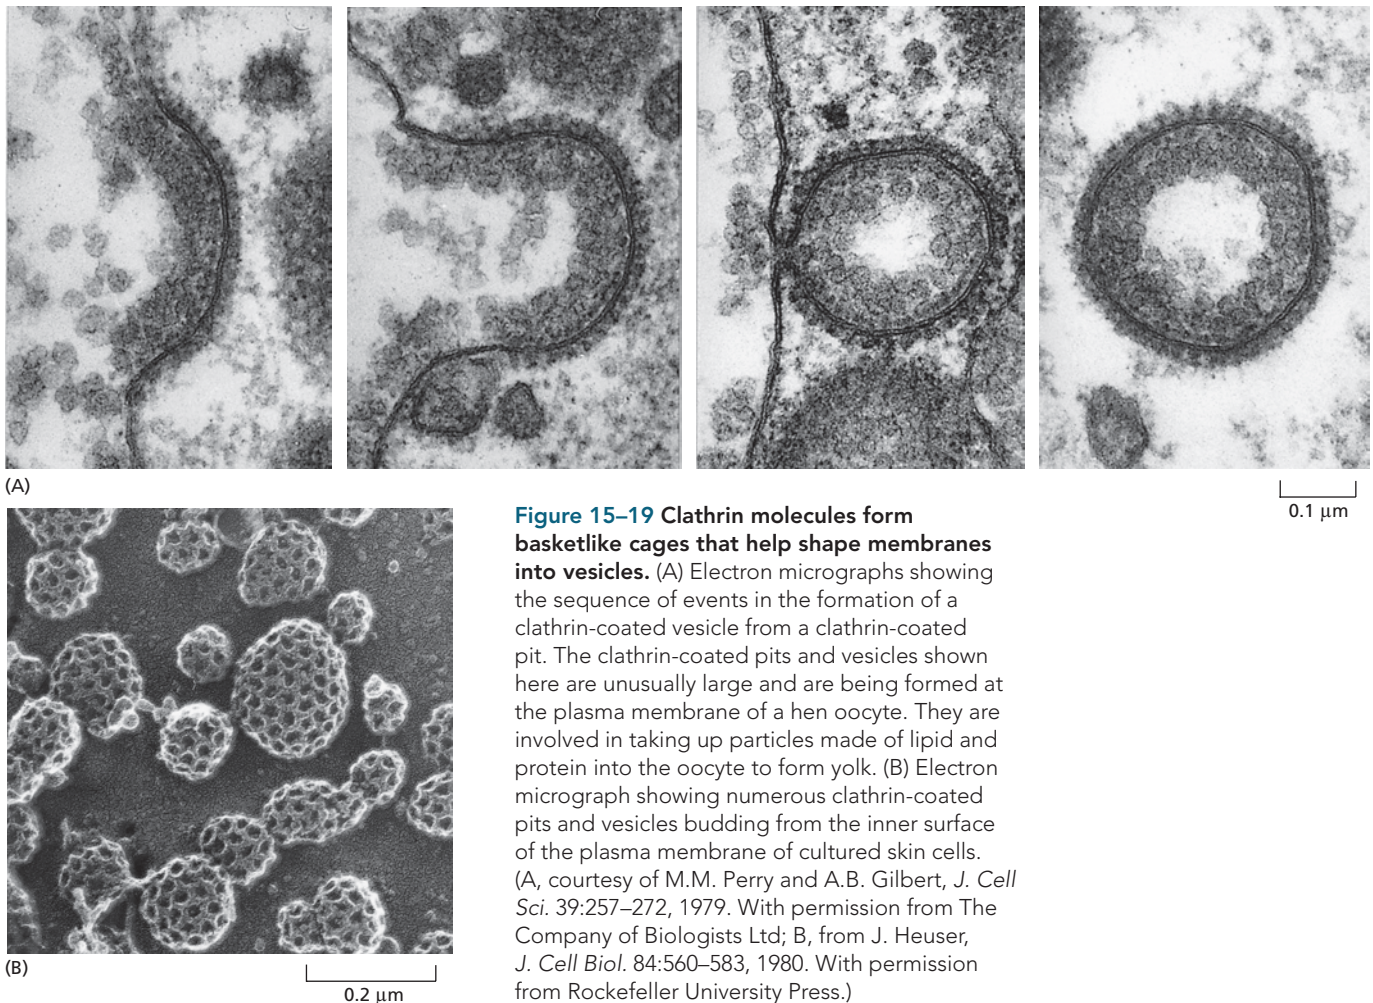 (A)
0.1 µm
Figure 15–19 Clathrin molecules form
basketlike cages that help shape membranes
into vesicles. (A) Electron micrographs showing
the sequence of events in the formation of a
clathrin-coated vesicle from a clathrin-coated
pit. The clathrin-coated pits and vesicles shown
here are unusually large and are being formed at
the plasma membrane of a hen oocyte. They are
involved in taking up particles made of lipid and
protein into the oocyte to form yolk. (B) Electron
micrograph showing numerous clathrin-coated
pits and vesicles budding from the inner surface
of the plasma membrane of cultured skin cells.
(A, courtesy of M.M. Perry and A.B. Gilbert, J. Cell
Sci. 39:257–272, 1979. With permission from The
Company of Biologists Ltd; B, from J. Heuser,
J. Cell Biol. 84:560–583, 1980. With permission
from Rockefeller University Press.)
(B)
0.2 µm